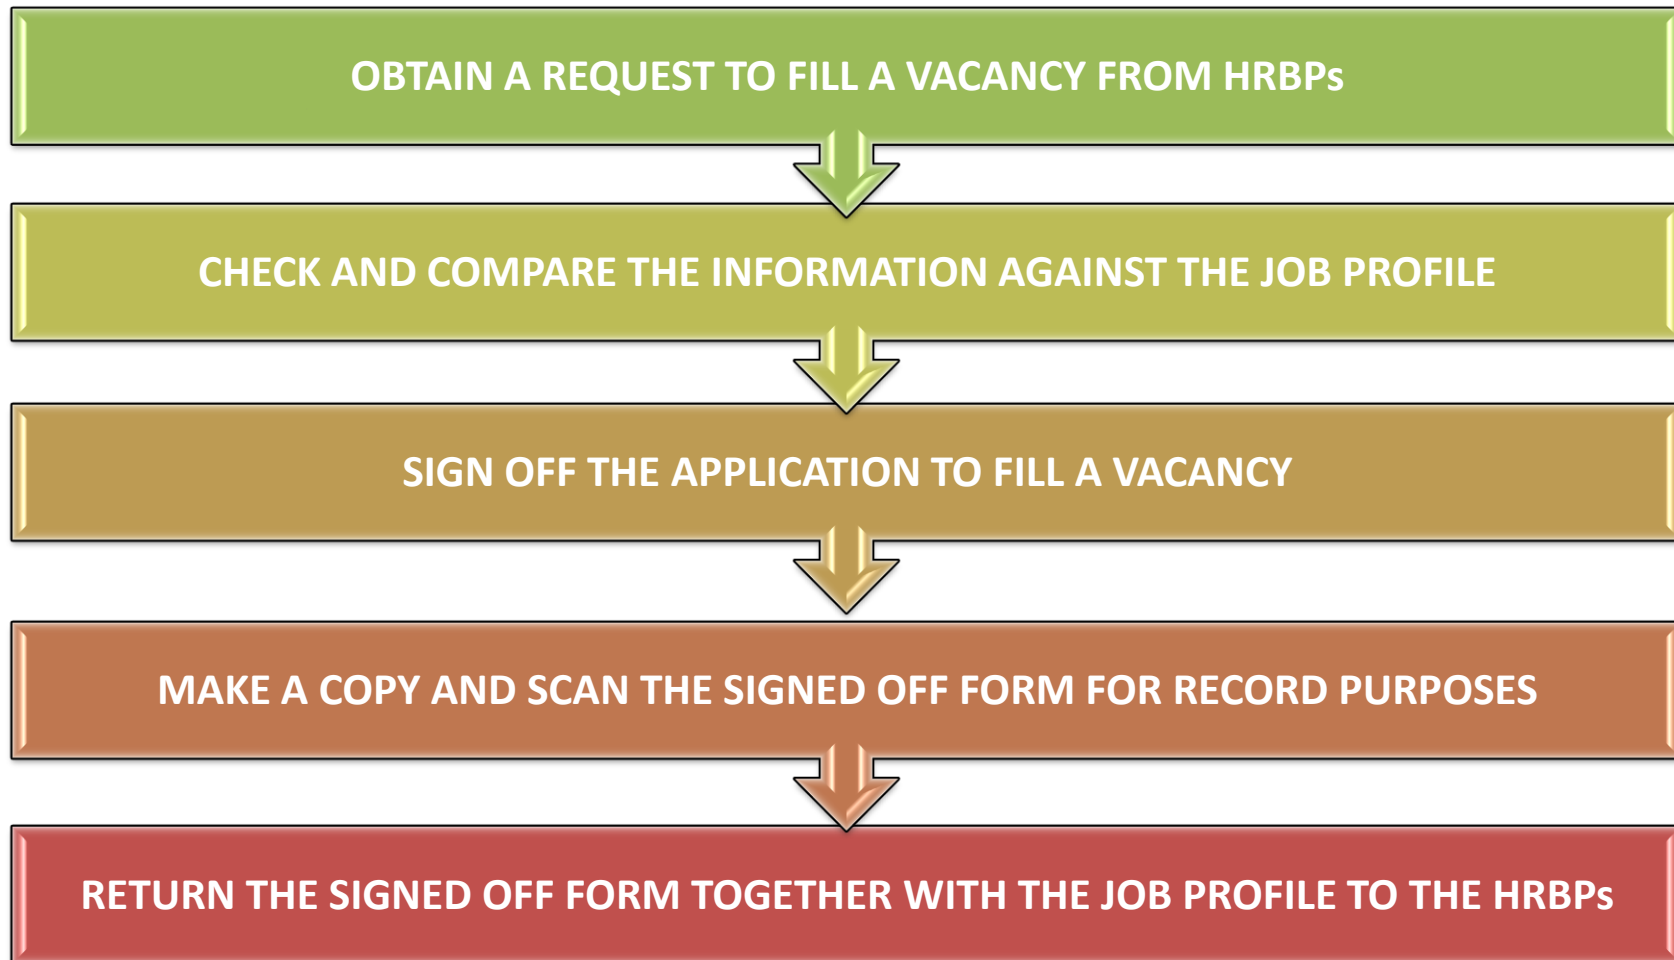 OBTAIN A REQUEST TO FILL A VACANCY FROM HRBPs
CHECK AND COMPARE THE INFORMATION AGAINST THE JOB PROFILE
SIGN OFF THE APPLICATION TO FILL A VACANCY
MAKE A COPY AND SCAN THE SIGNED OFF FORM FOR RECORD PURPOSES
RETURN THE SIGNED OFF FORM TOGETHER WITH THE JOB PROFILE TO THE HRBPs